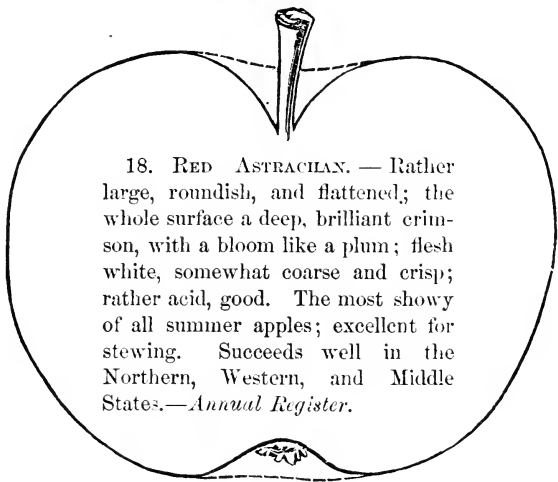 18. RED ASTRACHAN. — Rather
large, roundish, and flattened; the
whole surface a deep, brilliant crim-
son, with a bloom like a plum; flesh
white, somewhat coarse and crisp;
rather acid, good. The most showy
of all summer apples; excellent for
stewing. Succeeds well in the
Northern, Western, and Middle
States.—Annual Register.